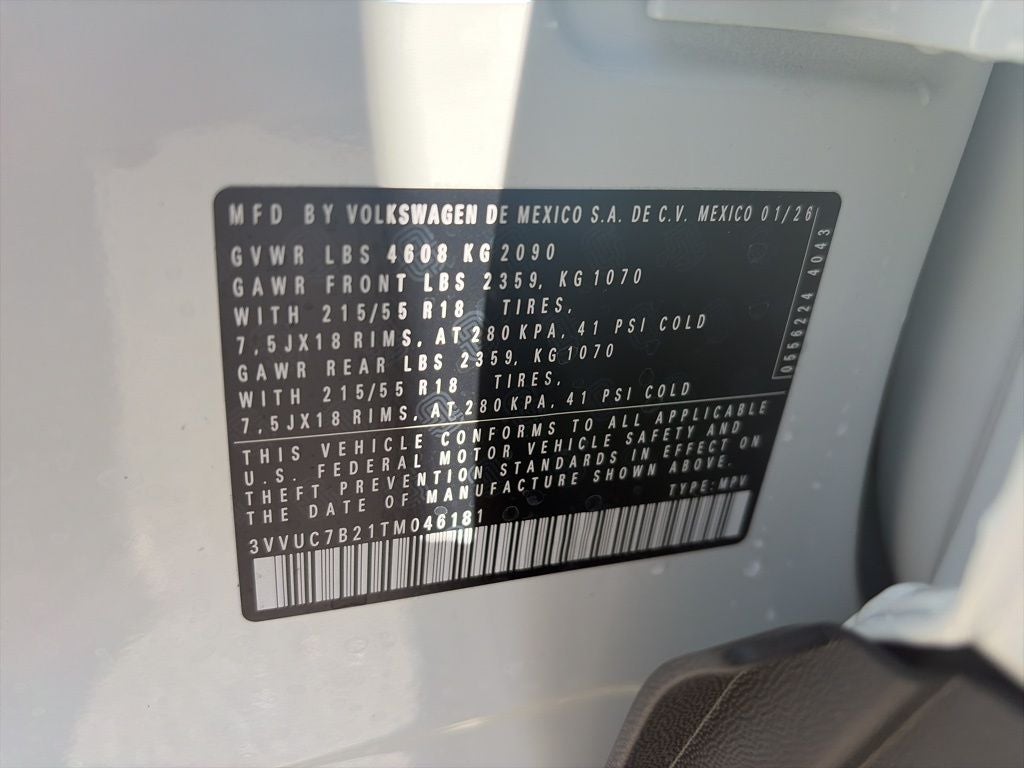 MFD BY VOLKSWAGEN DE MEXICO S.A. DE C.V. MEXICO 01/26
GVWR LBS 4608 KG 2090
GAWR FRONT LBS 2359, KG 1070
WITH 215/55 R18 TIRES,
7,5JX18 RIMS, AT 280 KPA, 41 PSI COLD
GAWR REAR LBS 2359, KG 1070
WITH 215/55 R18 TIRES,
7,5JX18 RIMS, AT 280 KPA, 41 PSI COLD
THIS VEHICLE CONFORMS TO ALL APPLICABLE
U.S. FEDERAL MOTOR VEHICLE SAFETY AND
THEFT PREVENTION STANDARDS IN EFFECT ON
THE DATE OF MANUFACTURE SHOWN ABOVE.
3VVUC7B21TM046181 TYPE: MPV
0556224 4043